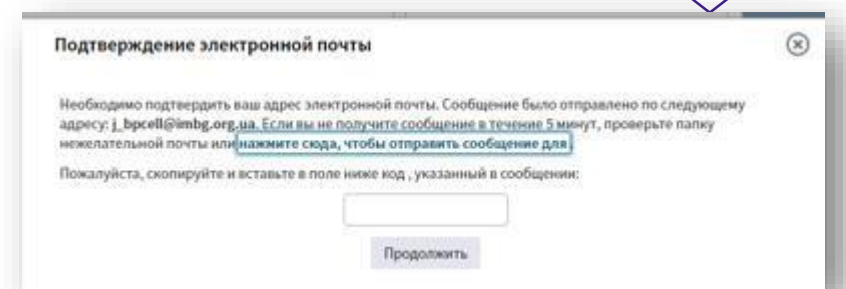 Подтверждение электронной почты
Необходимо подтвердить ваш адрес электронной почты. Сообщение было отправлено по следующему
адресу: j_bpcell@imbg.org.ua. Если вы не получите сообщение в течение 5 минут, проверьте папку
нежелательной почты или нажмите сюда, чтобы отправить сообщение для .
Пожалуйста, скопируйте и вставьте в поле ниже код , указанный в сообщении:
Продолжить